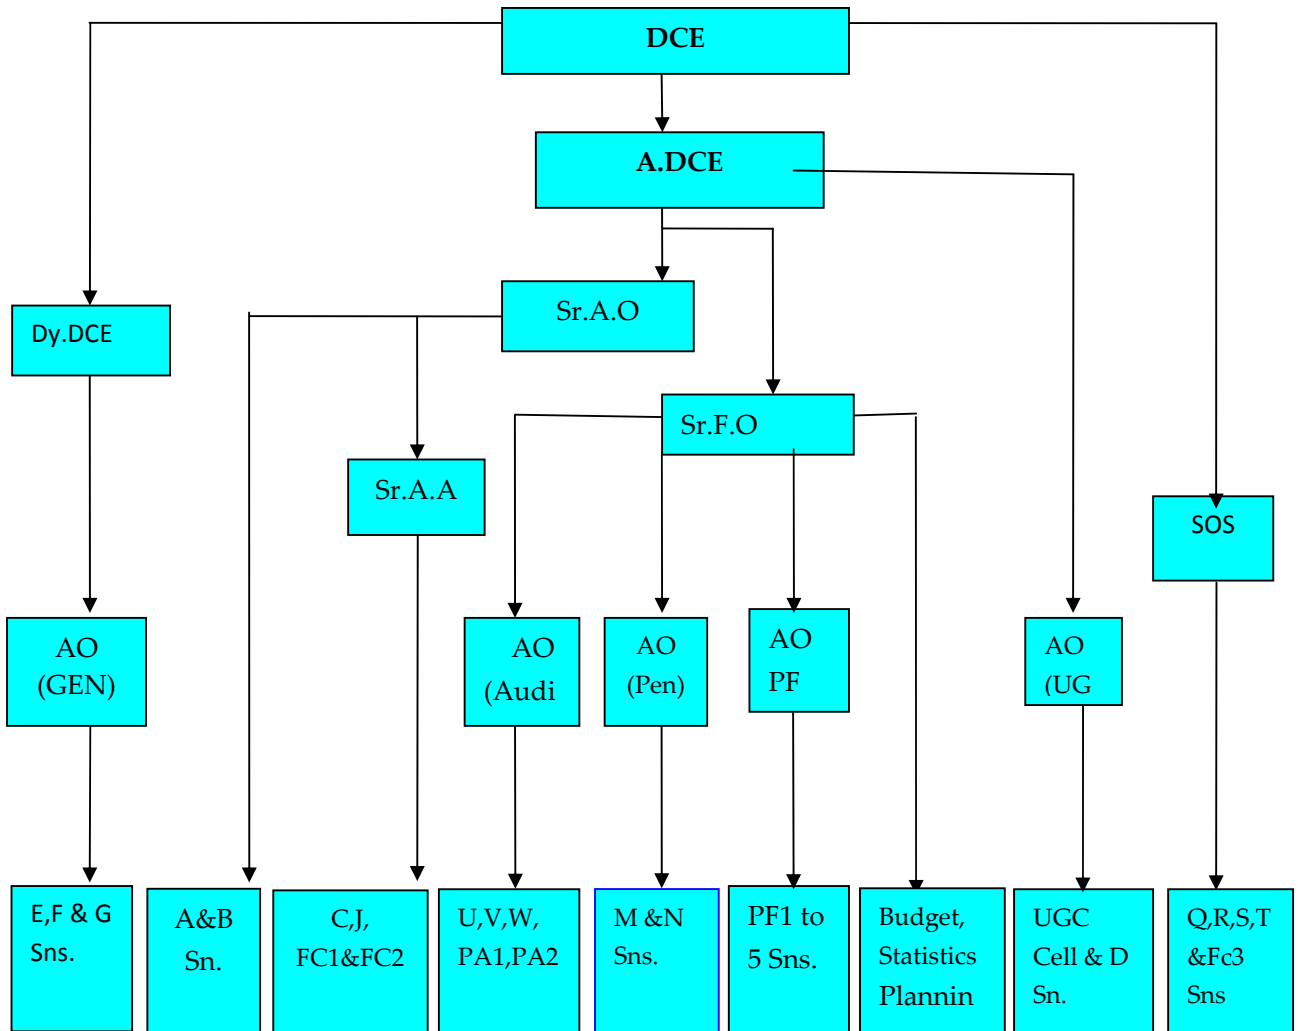 DCE
A.DCE
Sr.A.O
Dy.DCE
Sr.F.O
Sr.A.A
SOS
AO
(GEN)
AO
(Audi
AO
(Pen)
AO
PF
AO
(UG
E,F & G
Sns.
A&B
Sn.
C,J,
FC1&FC2
U,V,W,
PA1,PA2
M &N
Sns.
PF1 to
5 Sns.
Budget,
Statistics
Plannin
UGC
Cell & D
Sn.
Q,R,S,T
&Fc3
Sns